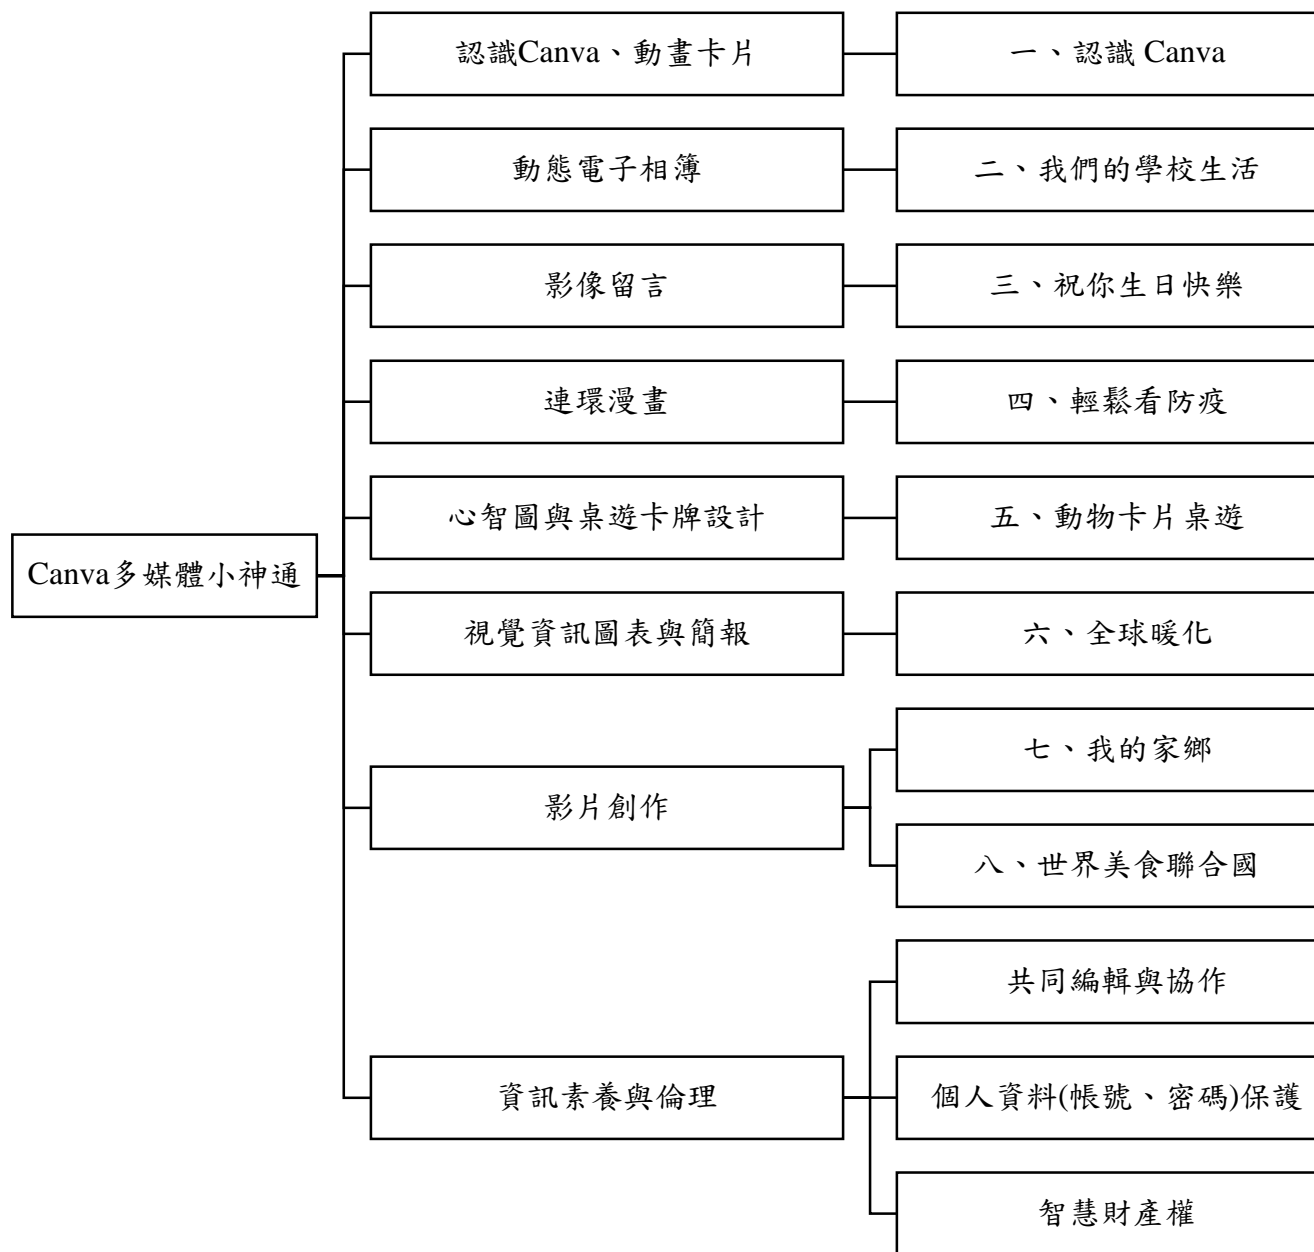 Canva多媒體小神通
認識Canva、動畫卡片
一、認識 Canva
動態電子相簿
二、我們的學校生活
影像留言
三、祝你生日快樂
連環漫畫
四、輕鬆看防疫
心智圖與桌遊卡牌設計
五、動物卡片桌遊
視覺資訊圖表與簡報
六、全球暖化
影片創作
七、我的家鄉
八、世界美食聯合國
資訊素養與倫理
共同編輯與協作
個人資料(帳號、密碼)保護
智慧財產權